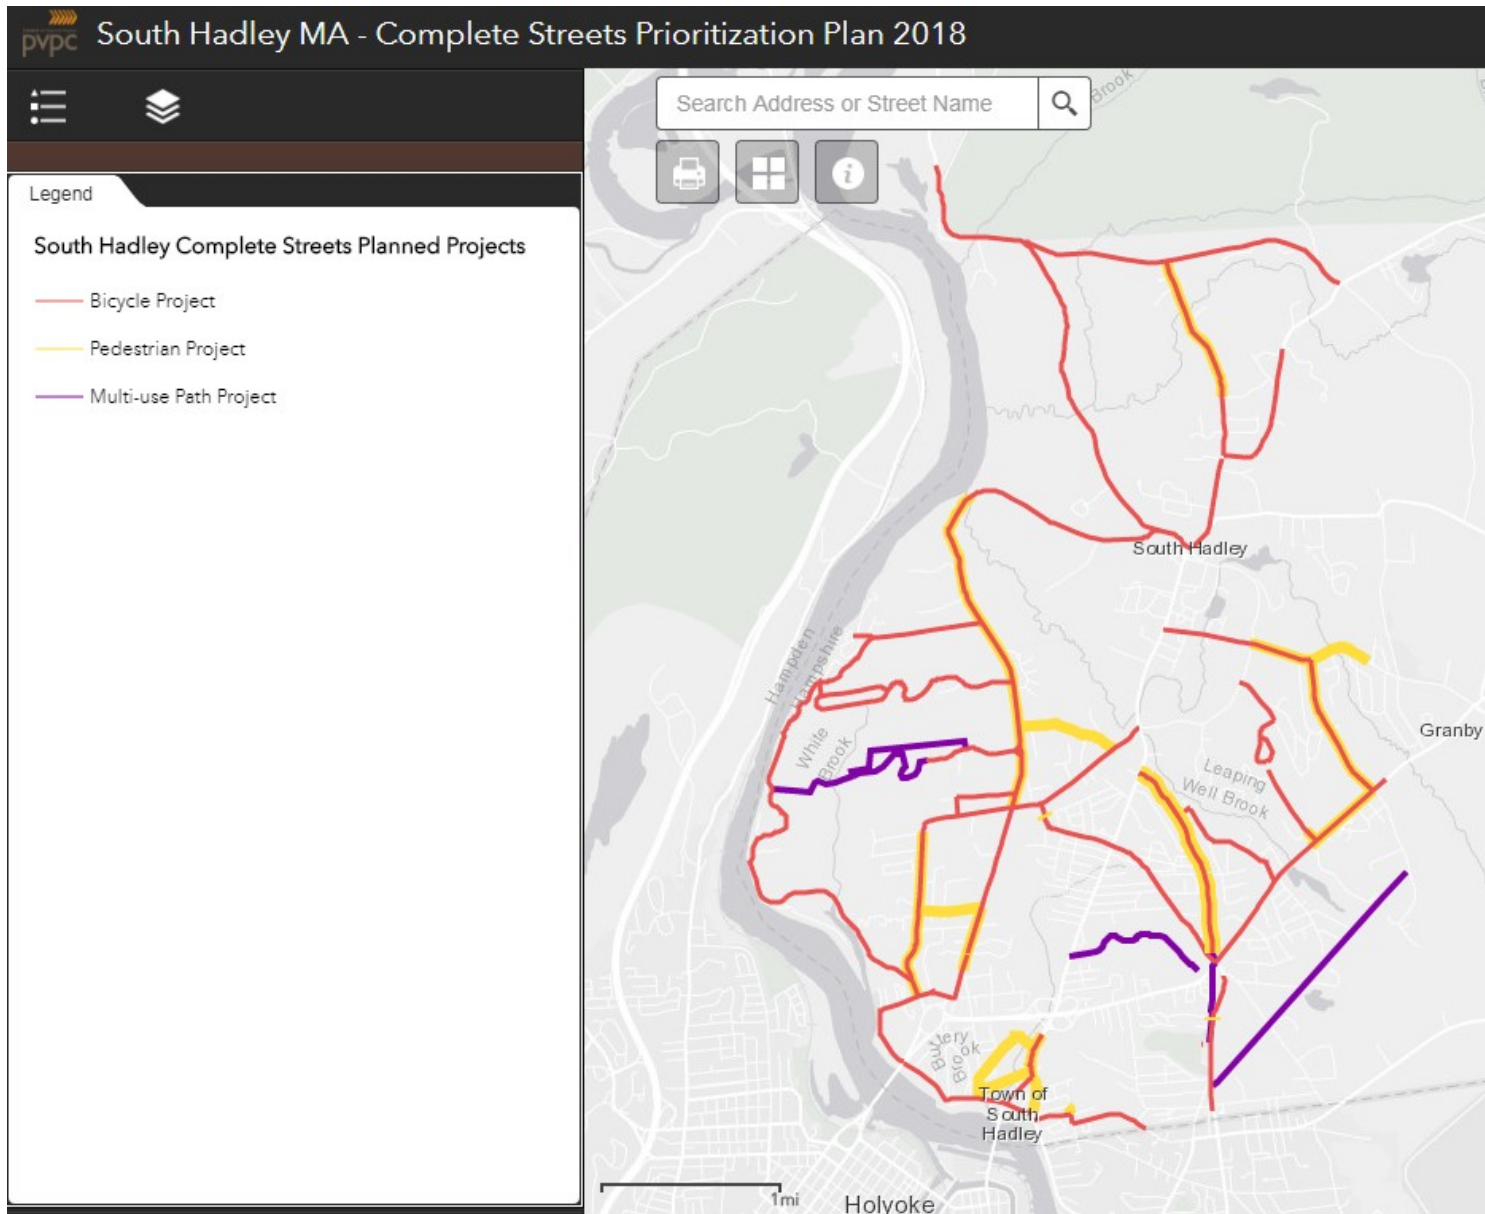 pvpc
South Hadley MA - Complete Streets Prioritization Plan 2018
Search Address or Street Name
Brook
Legend
South Hadley Complete Streets Planned Projects
Bicycle Project
Pedestrian Project
Multi-use Path Project
South Hadley
Hampden
Hampshire
White
Brook
Granby
Leaping
Well Brook
Buttery
Brook
Town of
South
Hadley
1mi
Holyoke